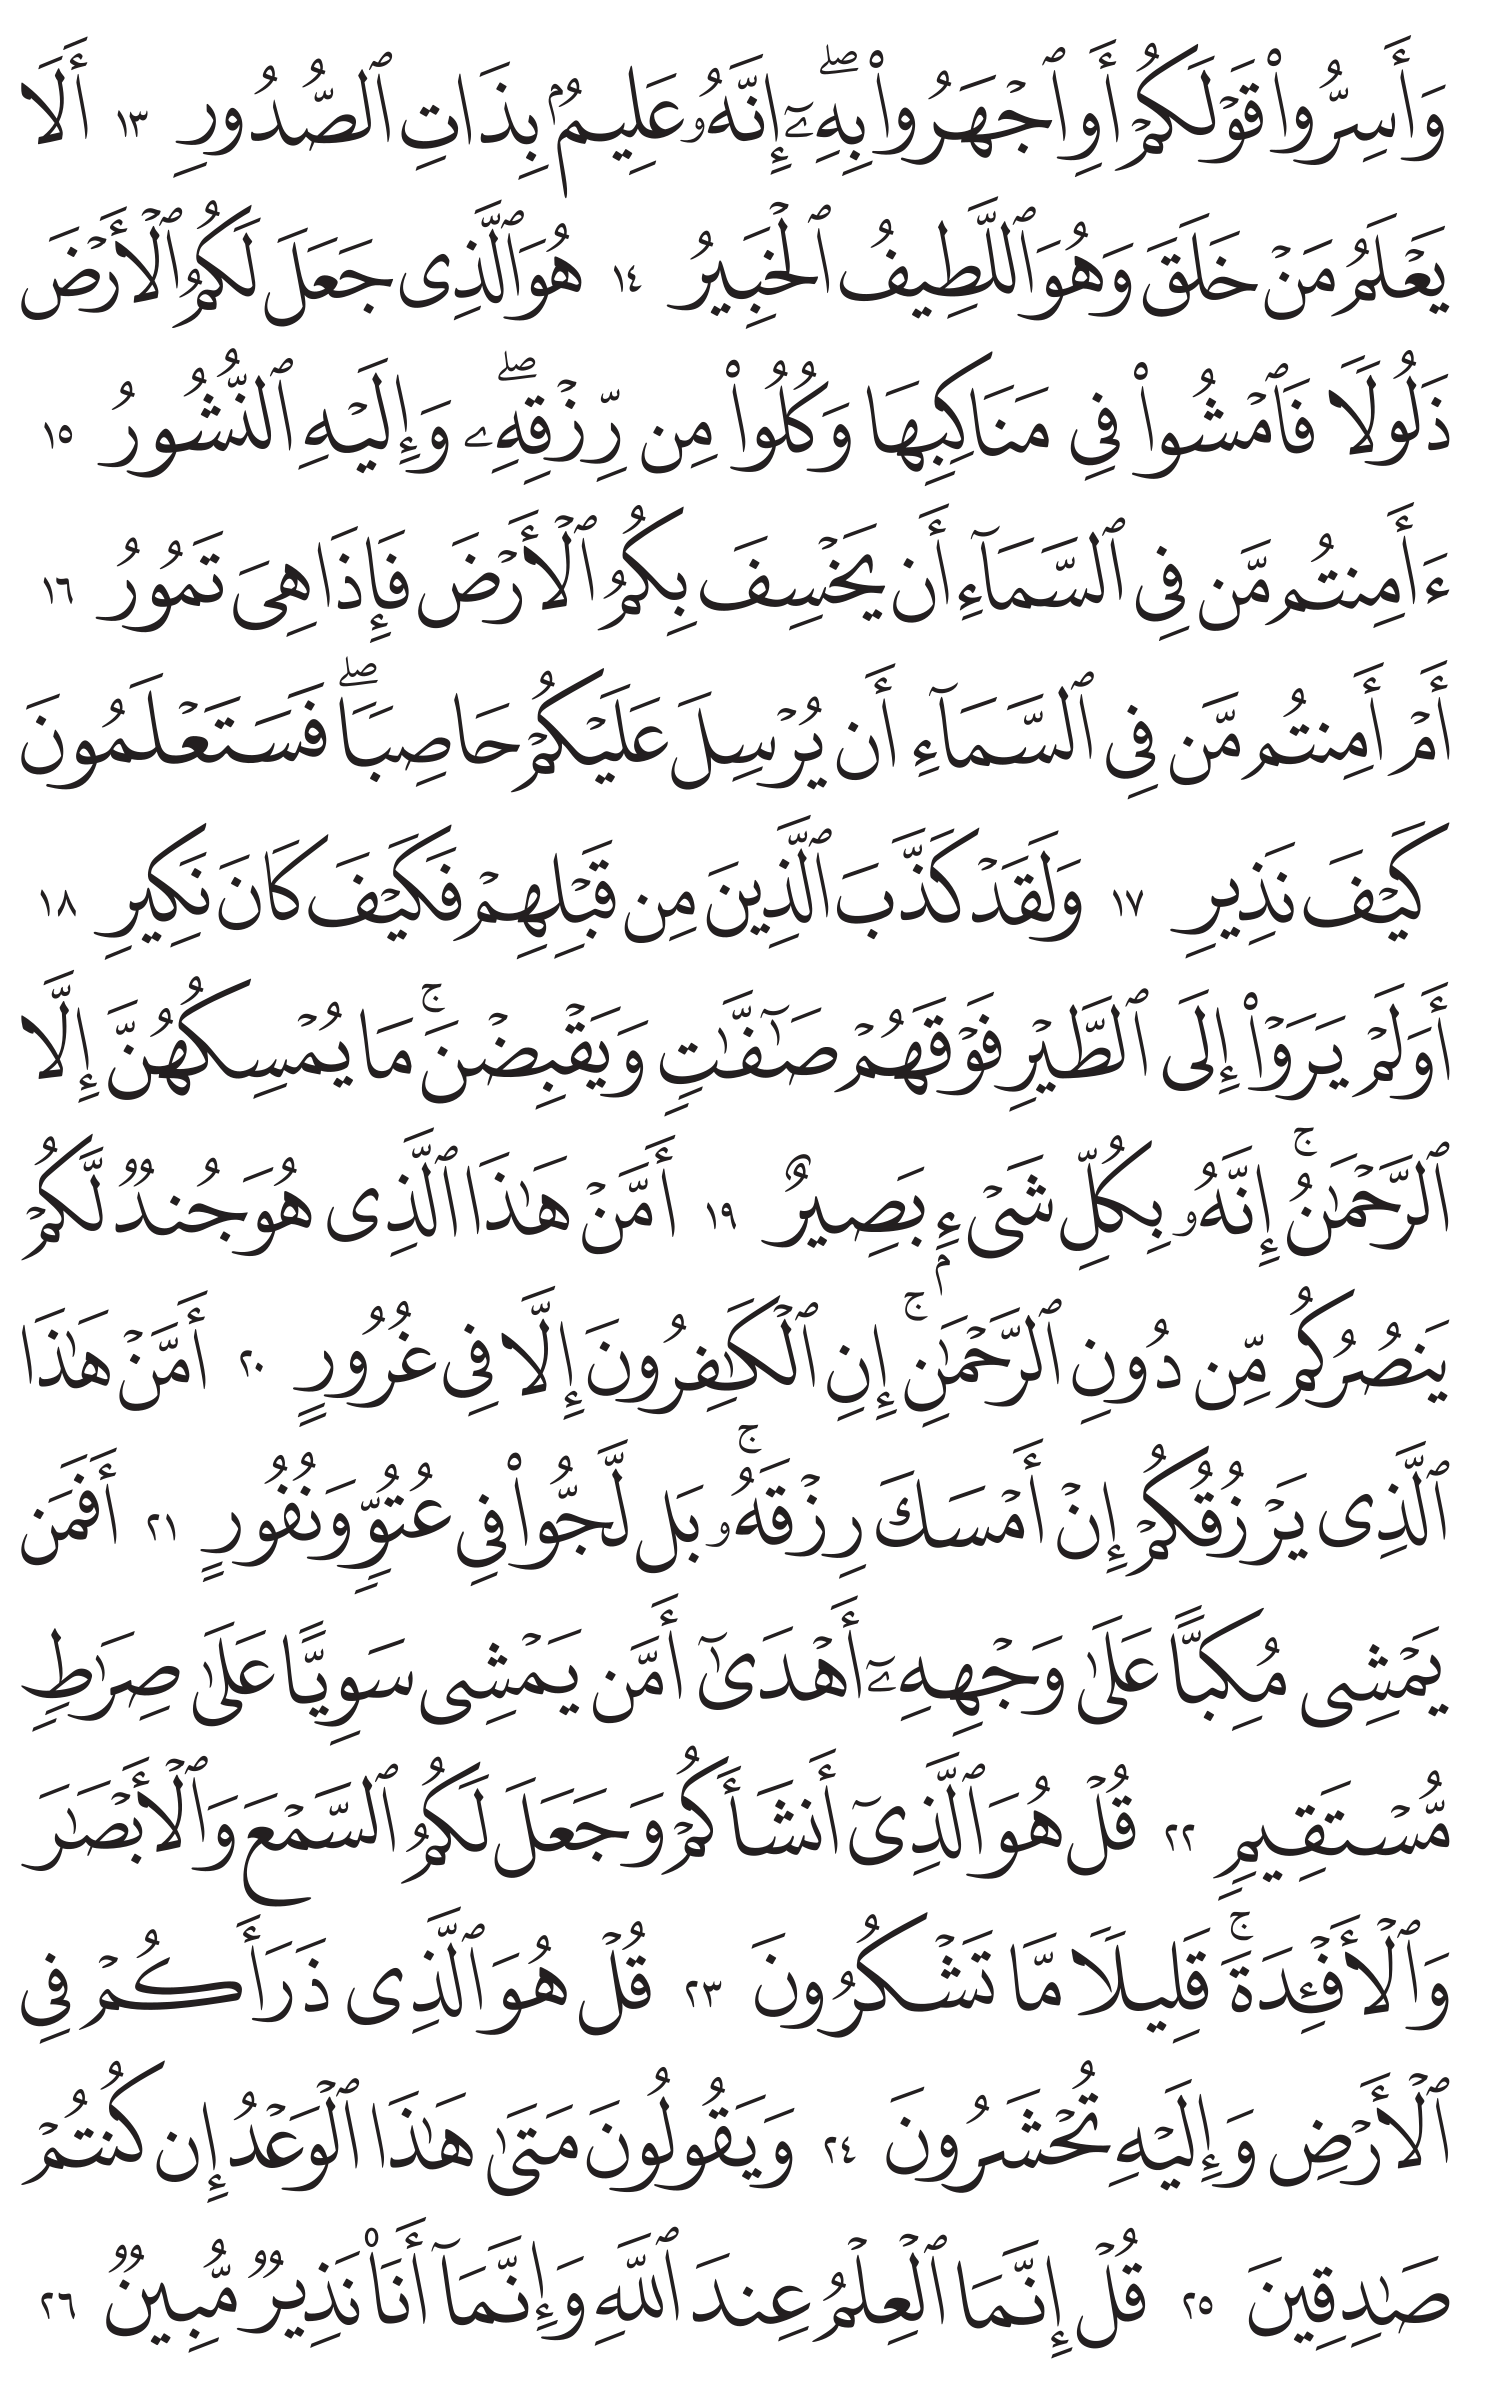 وَأَسِرُّوا۟ قَوْلَكُمْ أَوِ ٱجْهَرُوا۟ بِهِۦٓ ۖ إِنَّهُۥ عَلِيمٌۢ بِذَاتِ ٱلصُّدُورِ ١٣ أَلَا
يَعْلَمُ مَنْ خَلَقَ وَهُوَ ٱللَّطِيفُ ٱلْخَبِيرُ ١٤ هُوَ ٱلَّذِى جَعَلَ لَكُمُ ٱلْأَرْضَ
ذَلُولًا فَٱمْشُوا۟ فِى مَنَاكِبِهَا وَكُلُوا۟ مِن رِّزْقِهِۦ ۖ وَإِلَيْهِ ٱلنُّشُورُ ١٥
ءَأَمِنتُم مَّن فِى ٱلسَّمَآءِ أَن يَخْسِفَ بِكُمُ ٱلْأَرْضَ فَإِذَا هِىَ تَمُورُ ١٦
أَمْ أَمِنتُم مَّن فِى ٱلسَّمَآءِ أَن يُرْسِلَ عَلَيْكُمْ حَاصِبًا ۖ فَسَتَعْلَمُونَ
كَيْفَ نَذِيرِ ١٧ وَلَقَدْ كَذَّبَ ٱلَّذِينَ مِن قَبْلِهِمْ فَكَيْفَ كَانَ نَكِيرِ ١٨
أَوَلَمْ يَرَوْا۟ إِلَى ٱلطَّيْرِ فَوْقَهُمْ صَـٰٓفَّـٰتٍ وَيَقْبِضْنَ ۚ مَا يُمْسِكُهُنَّ إِلَّا
ٱلرَّحْمَـٰنُ ۚ إِنَّهُۥ بِكُلِّ شَىْءٍۭ بَصِيرٌ ١٩ أَمَّنْ هَـٰذَا ٱلَّذِى هُوَ جُندٌ لَّكُمْ
يَنصُرُكُم مِّن دُونِ ٱلرَّحْمَـٰنِ ۚ إِنِ ٱلْكَـٰفِرُونَ إِلَّا فِى غُرُورٍ ٢٠ أَمَّنْ هَـٰذَا
ٱلَّذِى يَرْزُقُكُمْ إِنْ أَمْسَكَ رِزْقَهُۥ ۚ بَل لَّجُّوا۟ فِى عُتُوٍّ وَنُفُورٍ ٢١ أَفَمَن
يَمْشِى مُكِبًّا عَلَىٰ وَجْهِهِۦٓ أَهْدَىٰٓ أَمَّن يَمْشِى سَوِيًّا عَلَىٰ صِرَٰطٍ
مُّسْتَقِيمٍ ٢٢ قُلْ هُوَ ٱلَّذِىٓ أَنشَأَكُمْ وَجَعَلَ لَكُمُ ٱلسَّمْعَ وَٱلْأَبْصَـٰرَ
وَٱلْأَفْـِٔدَةَ ۚ قَلِيلًا مَّا تَشْكُرُونَ ٢٣ قُلْ هُوَ ٱلَّذِى ذَرَأَكُمْ فِى
ٱلْأَرْضِ وَإِلَيْهِ تُحْشَرُونَ ٢٤ وَيَقُولُونَ مَتَىٰ هَـٰذَا ٱلْوَعْدُ إِن كُنتُمْ
صَـٰدِقِينَ ٢٥ قُلْ إِنَّمَا ٱلْعِلْمُ عِندَ ٱللَّهِ وَإِنَّمَآ أَنَا۠ نَذِيرٌ مُّبِينٌ ٢٦